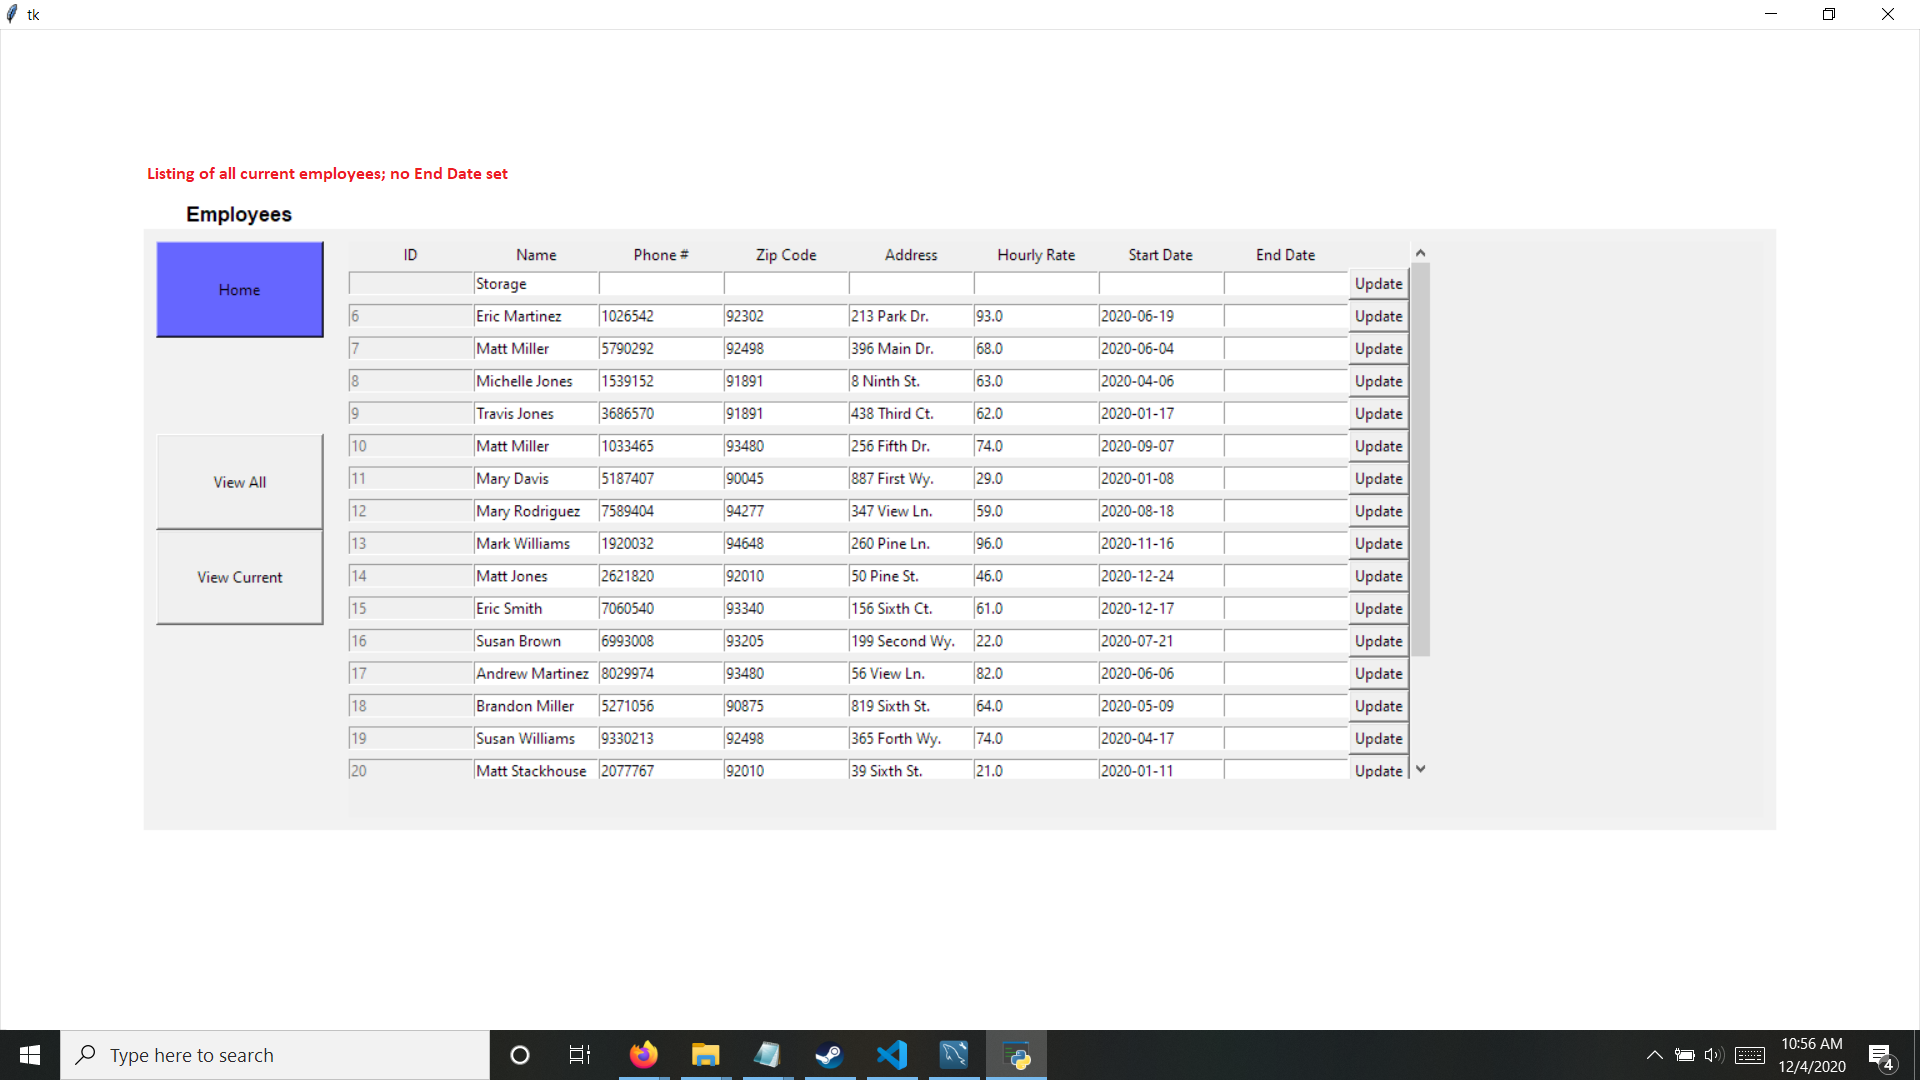 tk
Listing of all current employees; no End Date set
Employees
Home
View All
View Current
ID Name Phone # Zip Code Address Hourly Rate Start Date End Date
Storage Update
6 Eric Martinez 1026542 92302 213 Park Dr. 93.0 2020-06-19 Update
7 Matt Miller 5790292 92498 396 Main Dr. 68.0 2020-06-04 Update
8 Michelle Jones 1539152 91891 8 Ninth St. 63.0 2020-04-06 Update
9 Travis Jones 3686570 91891 438 Third Ct. 62.0 2020-01-17 Update
10 Matt Miller 1033465 93480 256 Fifth Dr. 74.0 2020-09-07 Update
11 Mary Davis 5187407 90045 887 First Wy. 29.0 2020-01-08 Update
12 Mary Rodriguez 7589404 94277 347 View Ln. 59.0 2020-08-18 Update
13 Mark Williams 1920032 94648 260 Pine Ln. 96.0 2020-11-16 Update
14 Matt Jones 2621820 92010 50 Pine St. 46.0 2020-12-24 Update
15 Eric Smith 7060540 93340 156 Sixth Ct. 61.0 2020-12-17 Update
16 Susan Brown 6993008 93205 199 Second Wy. 22.0 2020-07-21 Update
17 Andrew Martinez 8029974 93480 56 View Ln. 82.0 2020-06-06 Update
18 Brandon Miller 5271056 90875 819 Sixth St. 64.0 2020-05-09 Update
19 Susan Williams 9330213 92498 365 Forth Wy. 74.0 2020-04-17 Update
20 Matt Stackhouse 2077767 92010 39 Sixth St. 21.0 2020-01-11 Update
Type here to search
10:56 AM
12/4/2020
4